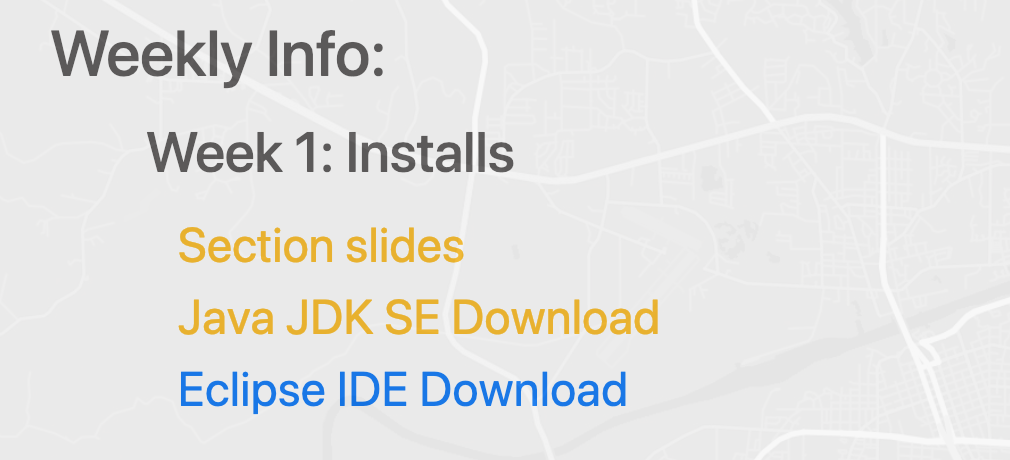 Weekly Info:
Week 1: Installs
Section slides
Java JDK SE Download
Eclipse IDE Download